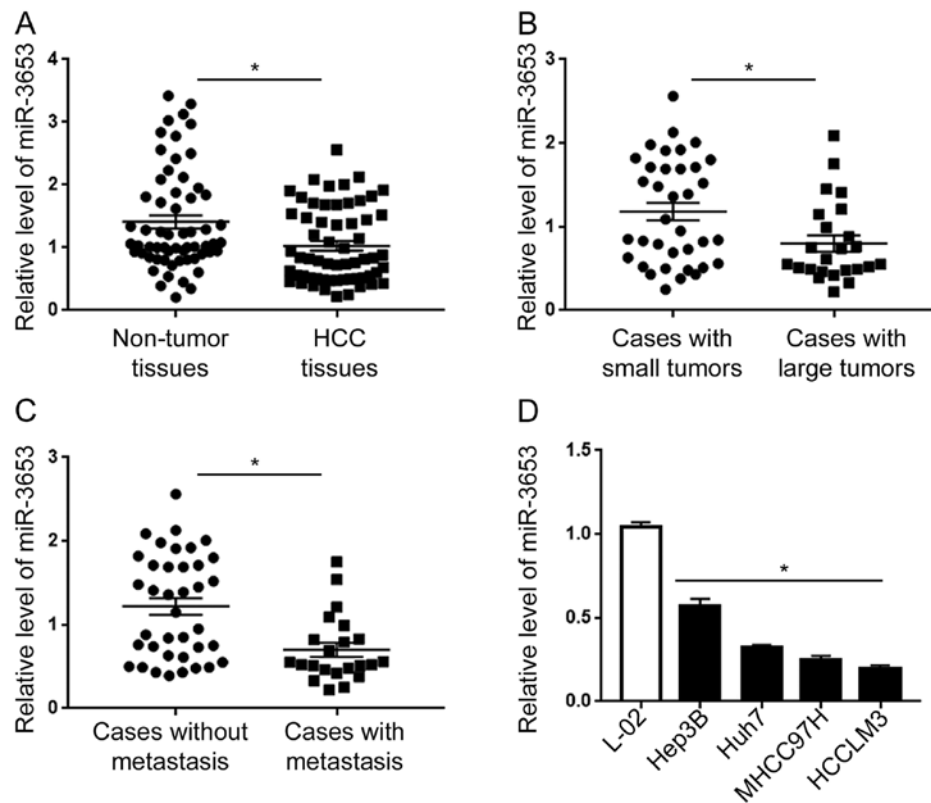 A
Relative level of miR-3653
4
3
2
1
0
*
Non-tumor
tissues
HCC
tissues
B
Relative level of miR-3653
3
2
1
0
*
Cases with
small tumors
Cases with
large tumors
C
Relative level of miR-3653
3
2
1
0
*
Cases without
metastasis
Cases with
metastasis
D
Relative level of miR-3653
1.5
1.0
0.5
0.0
*
L-02
Hep3B
Huh7
MHCC97H
HCCLM3